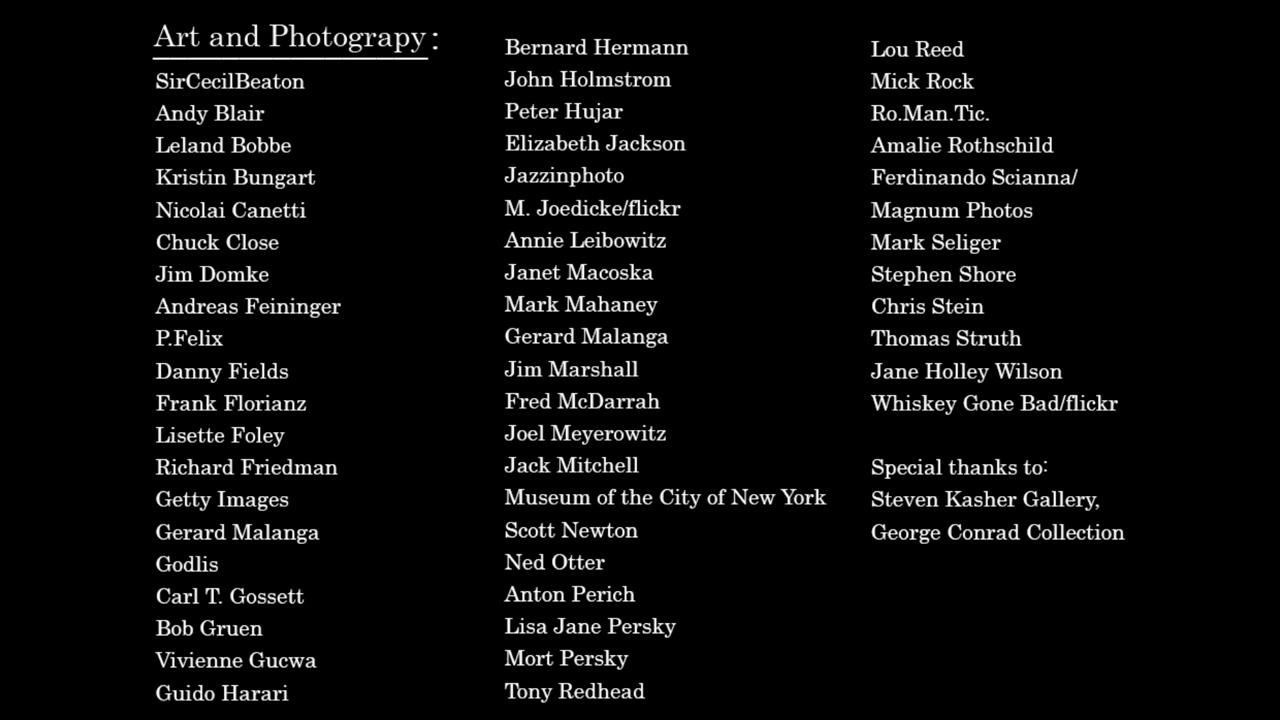 Art and Photograpy:
SirCecilBeaton
Andy Blair
Leland Bobbe
Kristin Bungart
Nicolai Canetti
Chuck Close
Jim Domke
Andreas Feininger
P.Felix
Danny Fields
Frank Florianz
Lisette Foley
Richard Friedman
Getty Images
Gerard Malanga
Godlis
Carl T. Gossett
Bob Gruen
Vivienne Gucwa
Guido Harari
Bernard Hermann
John Holmstrom
Peter Hujar
Elizabeth Jackson
Jazzinphoto
M. Joedicke/flickr
Annie Leibowitz
Janet Macoska
Mark Mahaney
Gerard Malanga
Jim Marshall
Fred McDarrah
Joel Meyerowitz
Jack Mitchell
Museum of the City of New York
Scott Newton
Ned Otter
Anton Perich
Lisa Jane Persky
Mort Persky
Tony Redhead
Lou Reed
Mick Rock
Ro.Man.Tic.
Amalie Rothschild
Ferdinando Scianna/
Magnum Photos
Mark Seliger
Stephen Shore
Chris Stein
Thomas Struth
Jane Holley Wilson
Whiskey Gone Bad/flickr
Special thanks to:
Steven Kasher Gallery,
George Conrad Collection